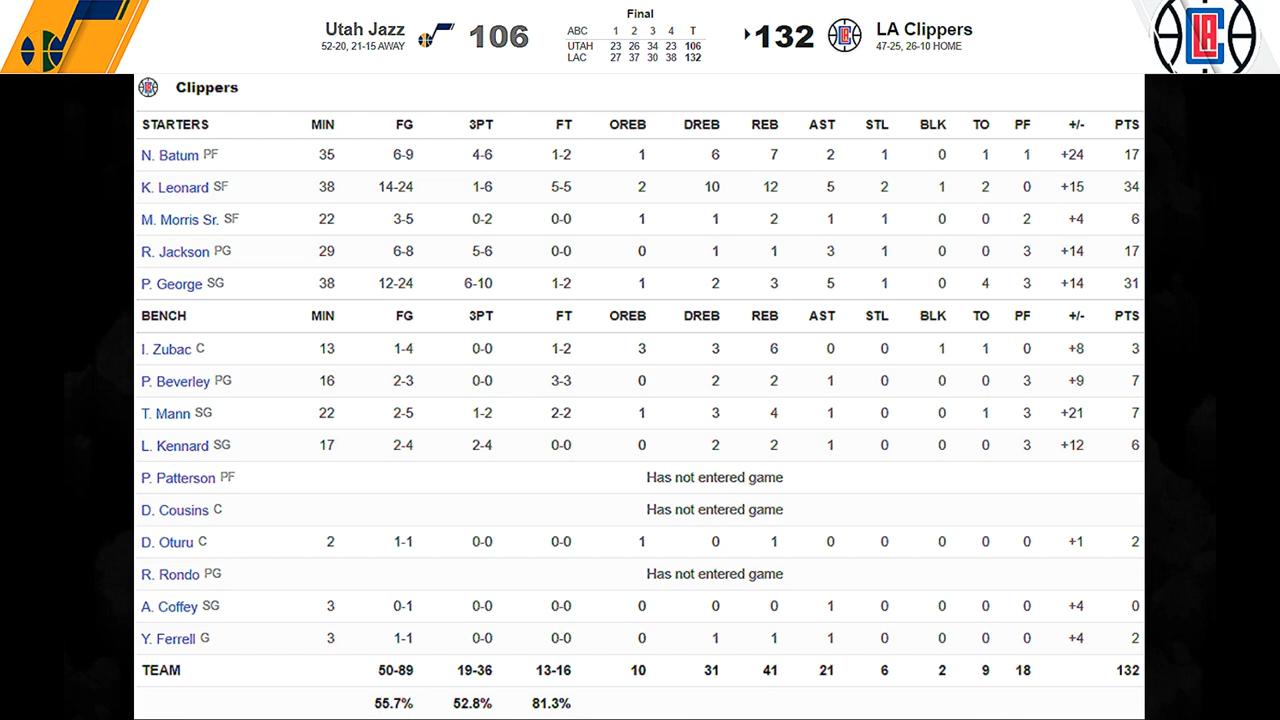 Utah Jazz
52-20, 21-15 AWAY
106
Final
ABC 1 2 3 4 T
UTAH 23 26 34 23 106
LAC 27 37 30 38 132
132
LA Clippers
47-25, 26-10 HOME
Clippers
STARTERS MIN FG 3PT FT OREB DREB REB AST STL BLK TO PF +/- PTS
N. Batum PF 35 6-9 4-6 1-2 1 6 7 2 1 0 1 1 +24 17
K. Leonard SF 38 14-24 1-6 5-5 2 10 12 5 2 1 2 0 +15 34
M. Morris Sr. SF 22 3-5 0-2 0-0 1 1 2 1 1 0 0 2 +4 6
R. Jackson PG 29 6-8 5-6 0-0 0 1 1 3 1 0 0 3 +14 17
P. George SG 38 12-24 6-10 1-2 1 2 3 5 1 0 4 3 +14 31
BENCH MIN FG 3PT FT OREB DREB REB AST STL BLK TO PF +/- PTS
I. Zubac C 13 1-4 0-0 1-2 3 3 6 0 0 1 1 0 +8 3
P. Beverley PG 16 2-3 0-0 3-3 0 2 2 1 0 0 0 3 +9 7
T. Mann SG 22 2-5 1-2 2-2 1 3 4 1 0 0 1 3 +21 7
L. Kennard SG 17 2-4 2-4 0-0 0 2 2 1 0 0 0 3 +12 6
P. Patterson PF Has not entered game
D. Cousins C Has not entered game
D. Oturu C 2 1-1 0-0 0-0 1 0 1 0 0 0 0 0 +1 2
R. Rondo PG Has not entered game
A. Coffey SG 3 0-1 0-0 0-0 0 0 0 1 0 0 0 0 +4 0
Y. Ferrell G 3 1-1 0-0 0-0 0 1 1 1 0 0 0 0 +4 2
TEAM 50-89 19-36 13-16 10 31 41 21 6 2 9 18 132
55.7% 52.8% 81.3%